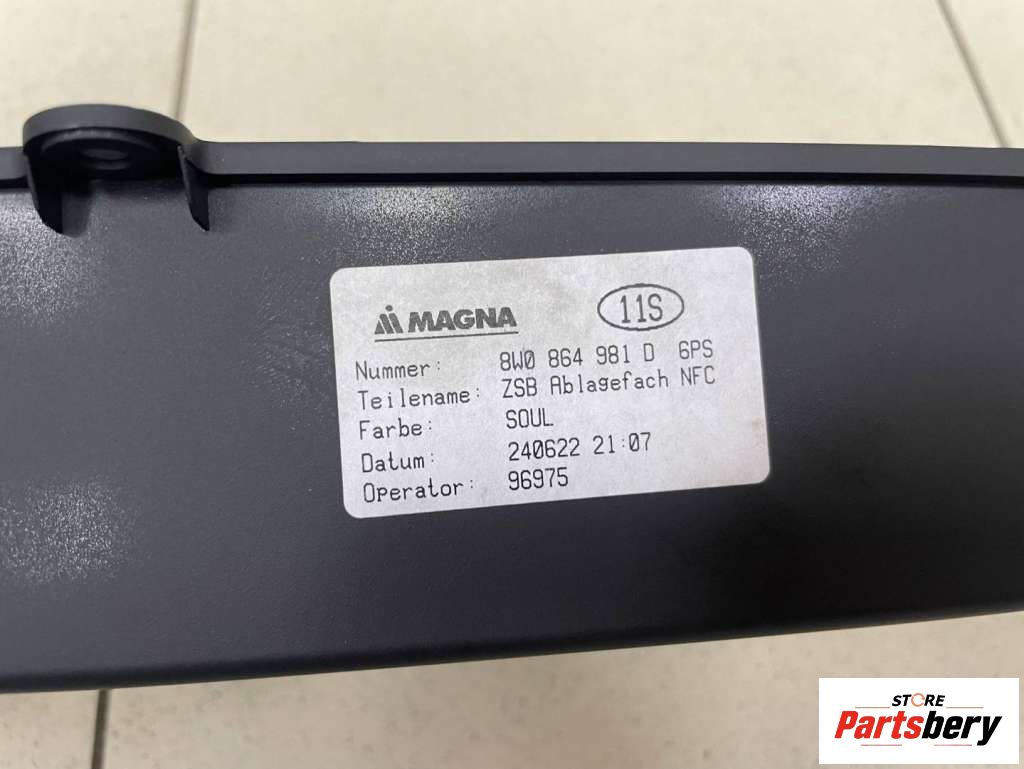 MAGNA 11S
Nummer: 8W0 864 981 D 6PS
Teilename: ZSB Ablagefach NFC
Farbe: SOUL
Datum: 240622 21:07
Operator: 96975
STORE
Partsbery